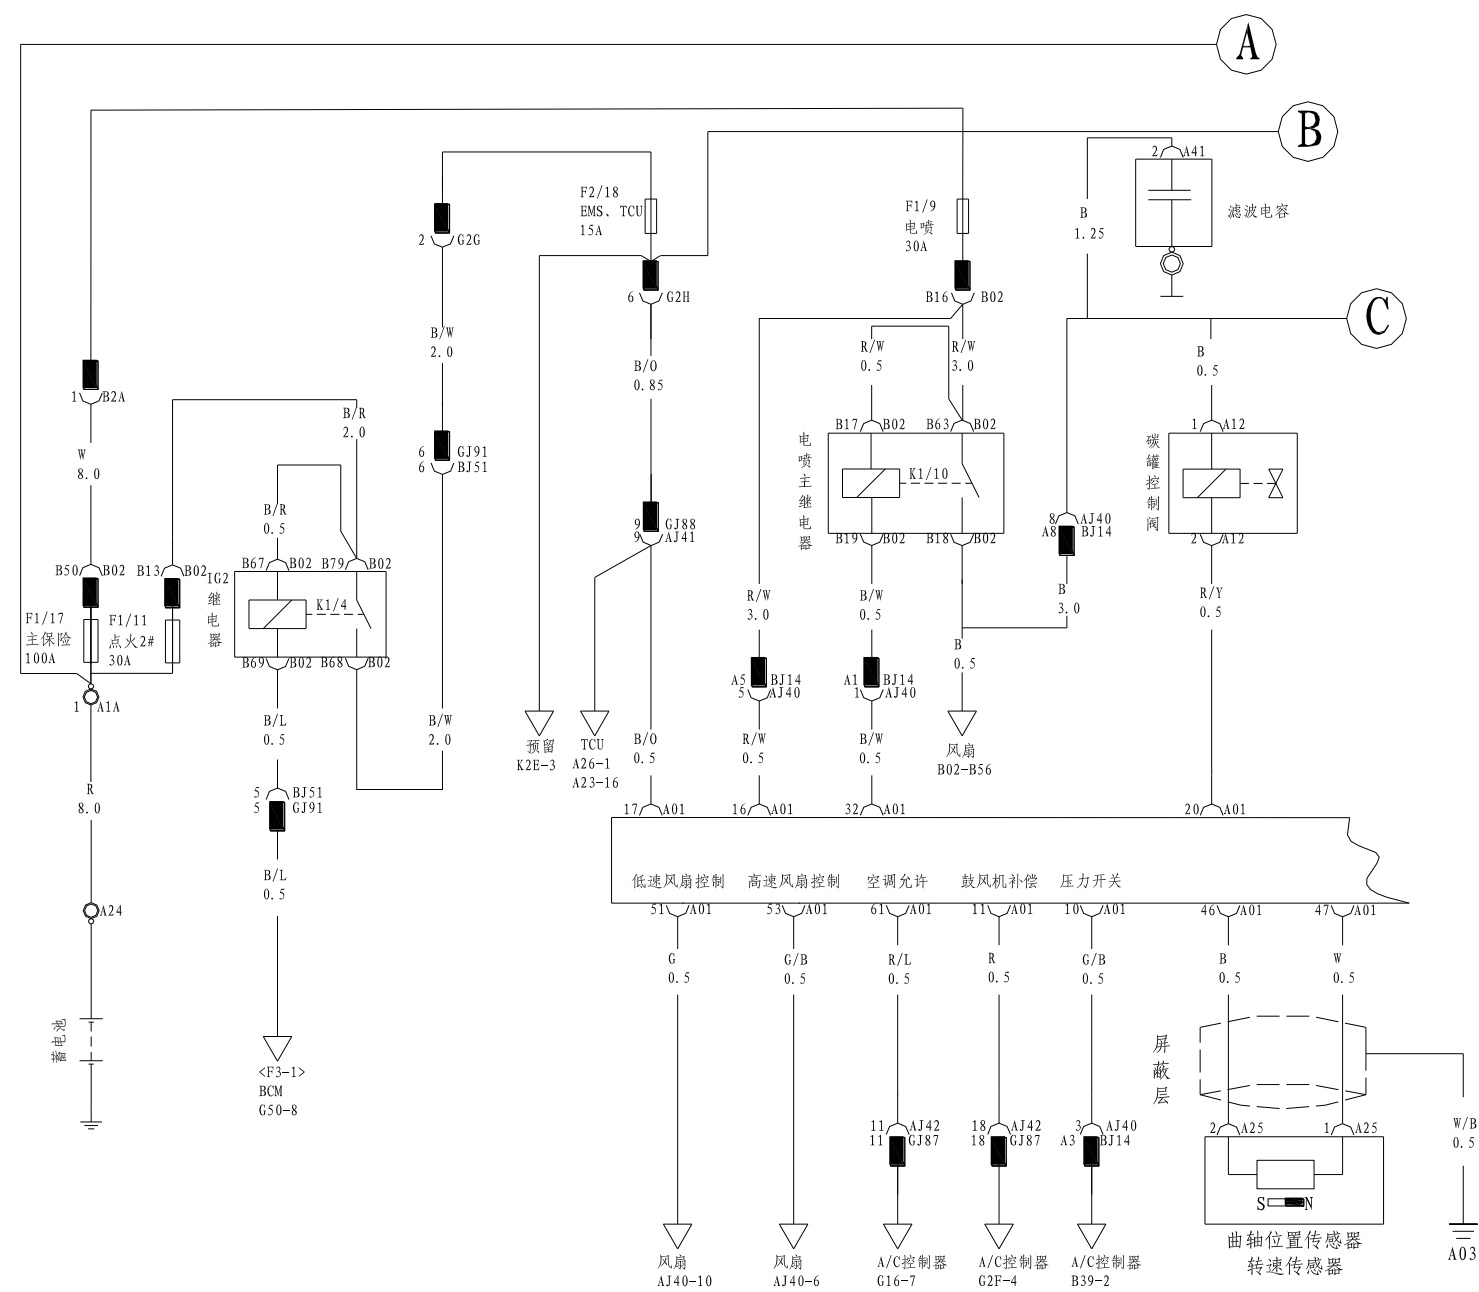 A
B
2
A41
滤波电容
B
1.25
F2/18
EMS、TCU
15A
F1/9
电喷
30A
2
G2G
6
G2H
B16
B02
C
B/W
2.0
B/O
0.85
R/W
0.5
R/W
3.0
B
0.5
1
B2A
B/R
2.0
W
8.0
6
GJ91
6
BJ51
B17
B02
B63
B02
1
A12
电喷主继电器
K1/10
碳罐控制阀
B/R
0.5
9
GJ88
9
AJ41
8
AJ40
A8
BJ14
B19
B02
B18
B02
2
A12
B50
B02
B13
B02
B67
B02
B79
B02
IG2
继电器
K1/4
F1/17
主保险
100A
F1/11
点火2#
30A
B69
B02
B68
B02
R/W
3.0
B/W
0.5
B
3.0
R/Y
0.5
B
0.5
A5
BJ14
5
AJ40
A1
BJ14
1
AJ40
1
A1A
B/L
0.5
B/W
2.0
预留
K2E-3
TCU
A26-1
A23-16
B/O
0.5
R/W
0.5
B/W
0.5
风扇
B02-B56
R
8.0
5
BJ51
5
GJ91
17
A01
16
A01
32
A01
20
A01
B/L
0.5
低速风扇控制
高速风扇控制
空调允许
鼓风机补偿
压力开关
A24
51
A01
53
A01
61
A01
11
A01
10
A01
46
A01
47
A01
G
0.5
G/B
0.5
R/L
0.5
R
0.5
G/B
0.5
B
0.5
W
0.5
蓄电池
屏蔽层
<F3-1>
BCM
G50-8
11
AJ42
11
GJ87
18
AJ42
18
GJ87
3
AJ40
A3
BJ14
2
A25
1
A25
W/B
0.5
S
N
风扇
AJ40-10
风扇
AJ40-6
A/C控制器
G16-7
A/C控制器
G2F-4
A/C控制器
B39-2
曲轴位置传感器
转速传感器
A03